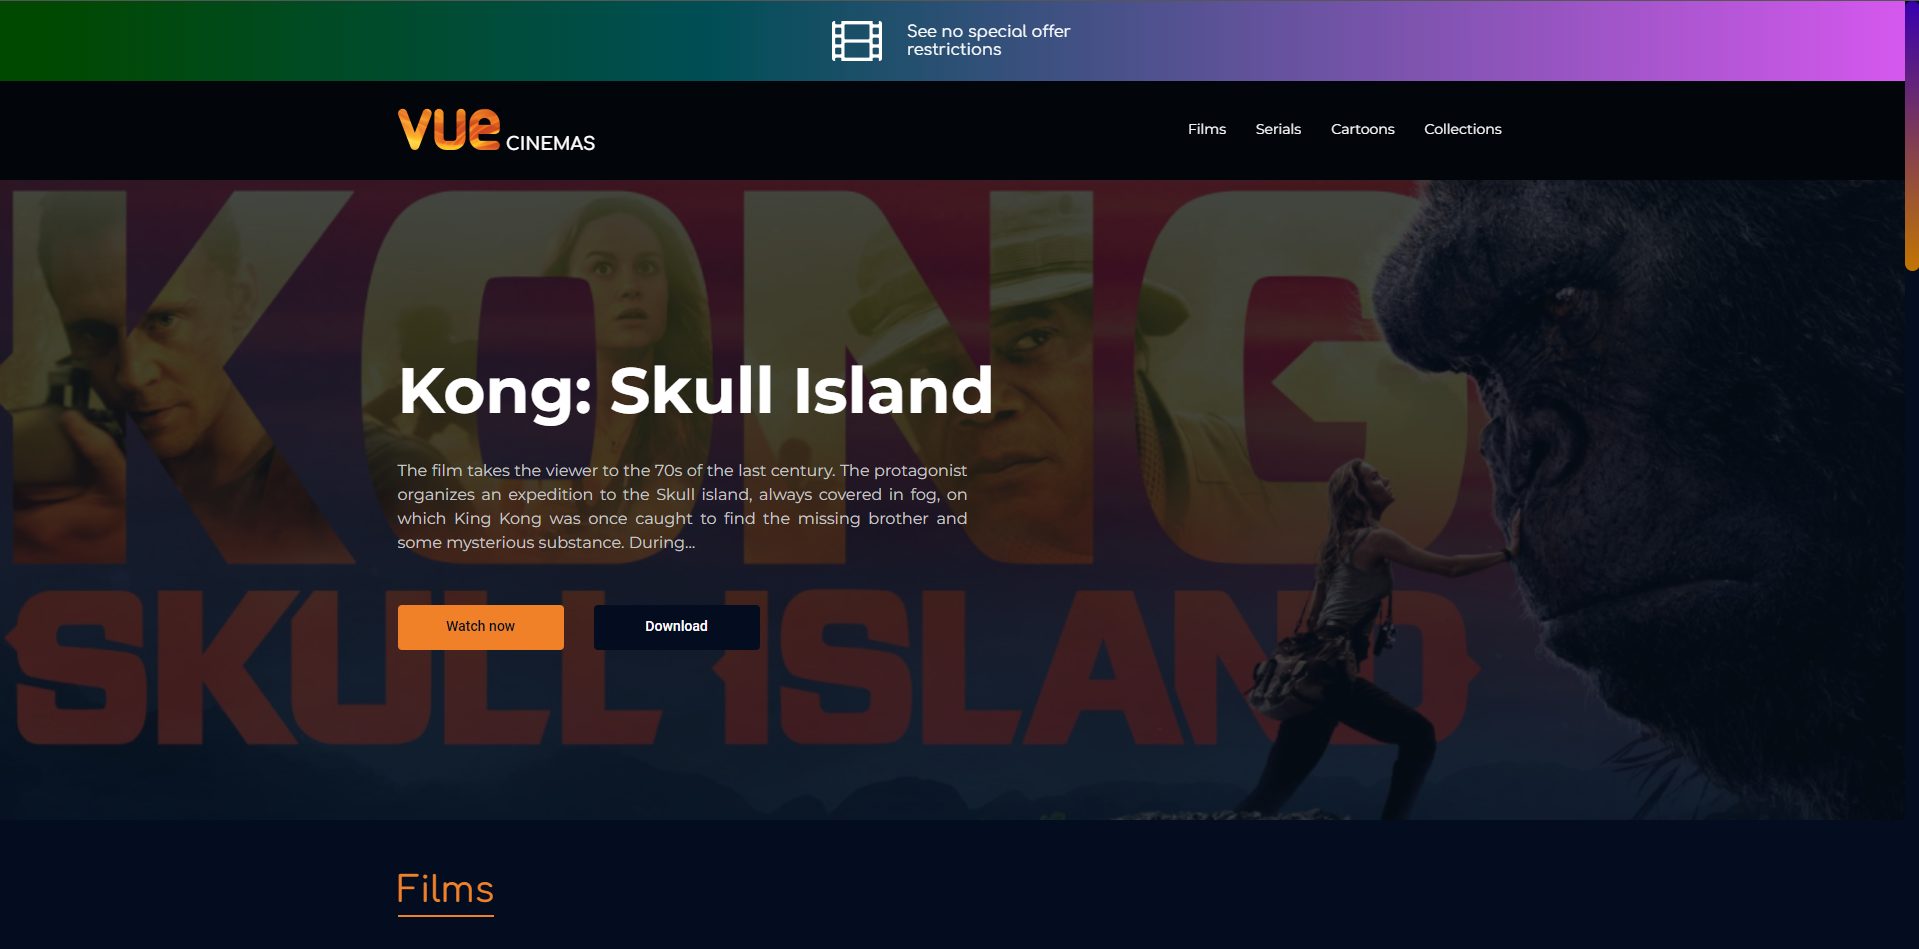 See no special offer
restrictions
vue CINEMAS
Films Serials Cartoons Collections
KONG
Kong: Skull Island
The film takes the viewer to the 70s of the last century. The protagonist
organizes an expedition to the Skull island, always covered in fog, on
which King Kong was once caught to find the missing brother and
some mysterious substance. During...
Watch now Download
SKULL ISLAND
Films